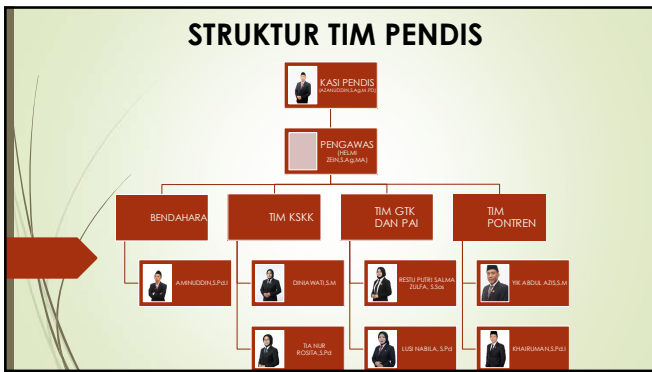 STRUKTUR TIM PENDIS
KASI PENDIS
(AZANUDDIN,S.Ag,M.PD)
PENGAWAS
(HELMI
ZEIN,S.Ag,MA)
BENDAHARA
TIM KSKK
TIM GTK
DAN PAI
TIM
PONTREN
AMINUDDIN,S.Pd.I
DINIAWATI,S.M
RESTU PUTRI SALMA
ZULFA, S.Sos
YIK ABDUL AZIS,S.M
TIA NUR
ROSITA,S.Pd
LUSI NABILA, S.Pd
KHAIRUMAN,S.Pd.I